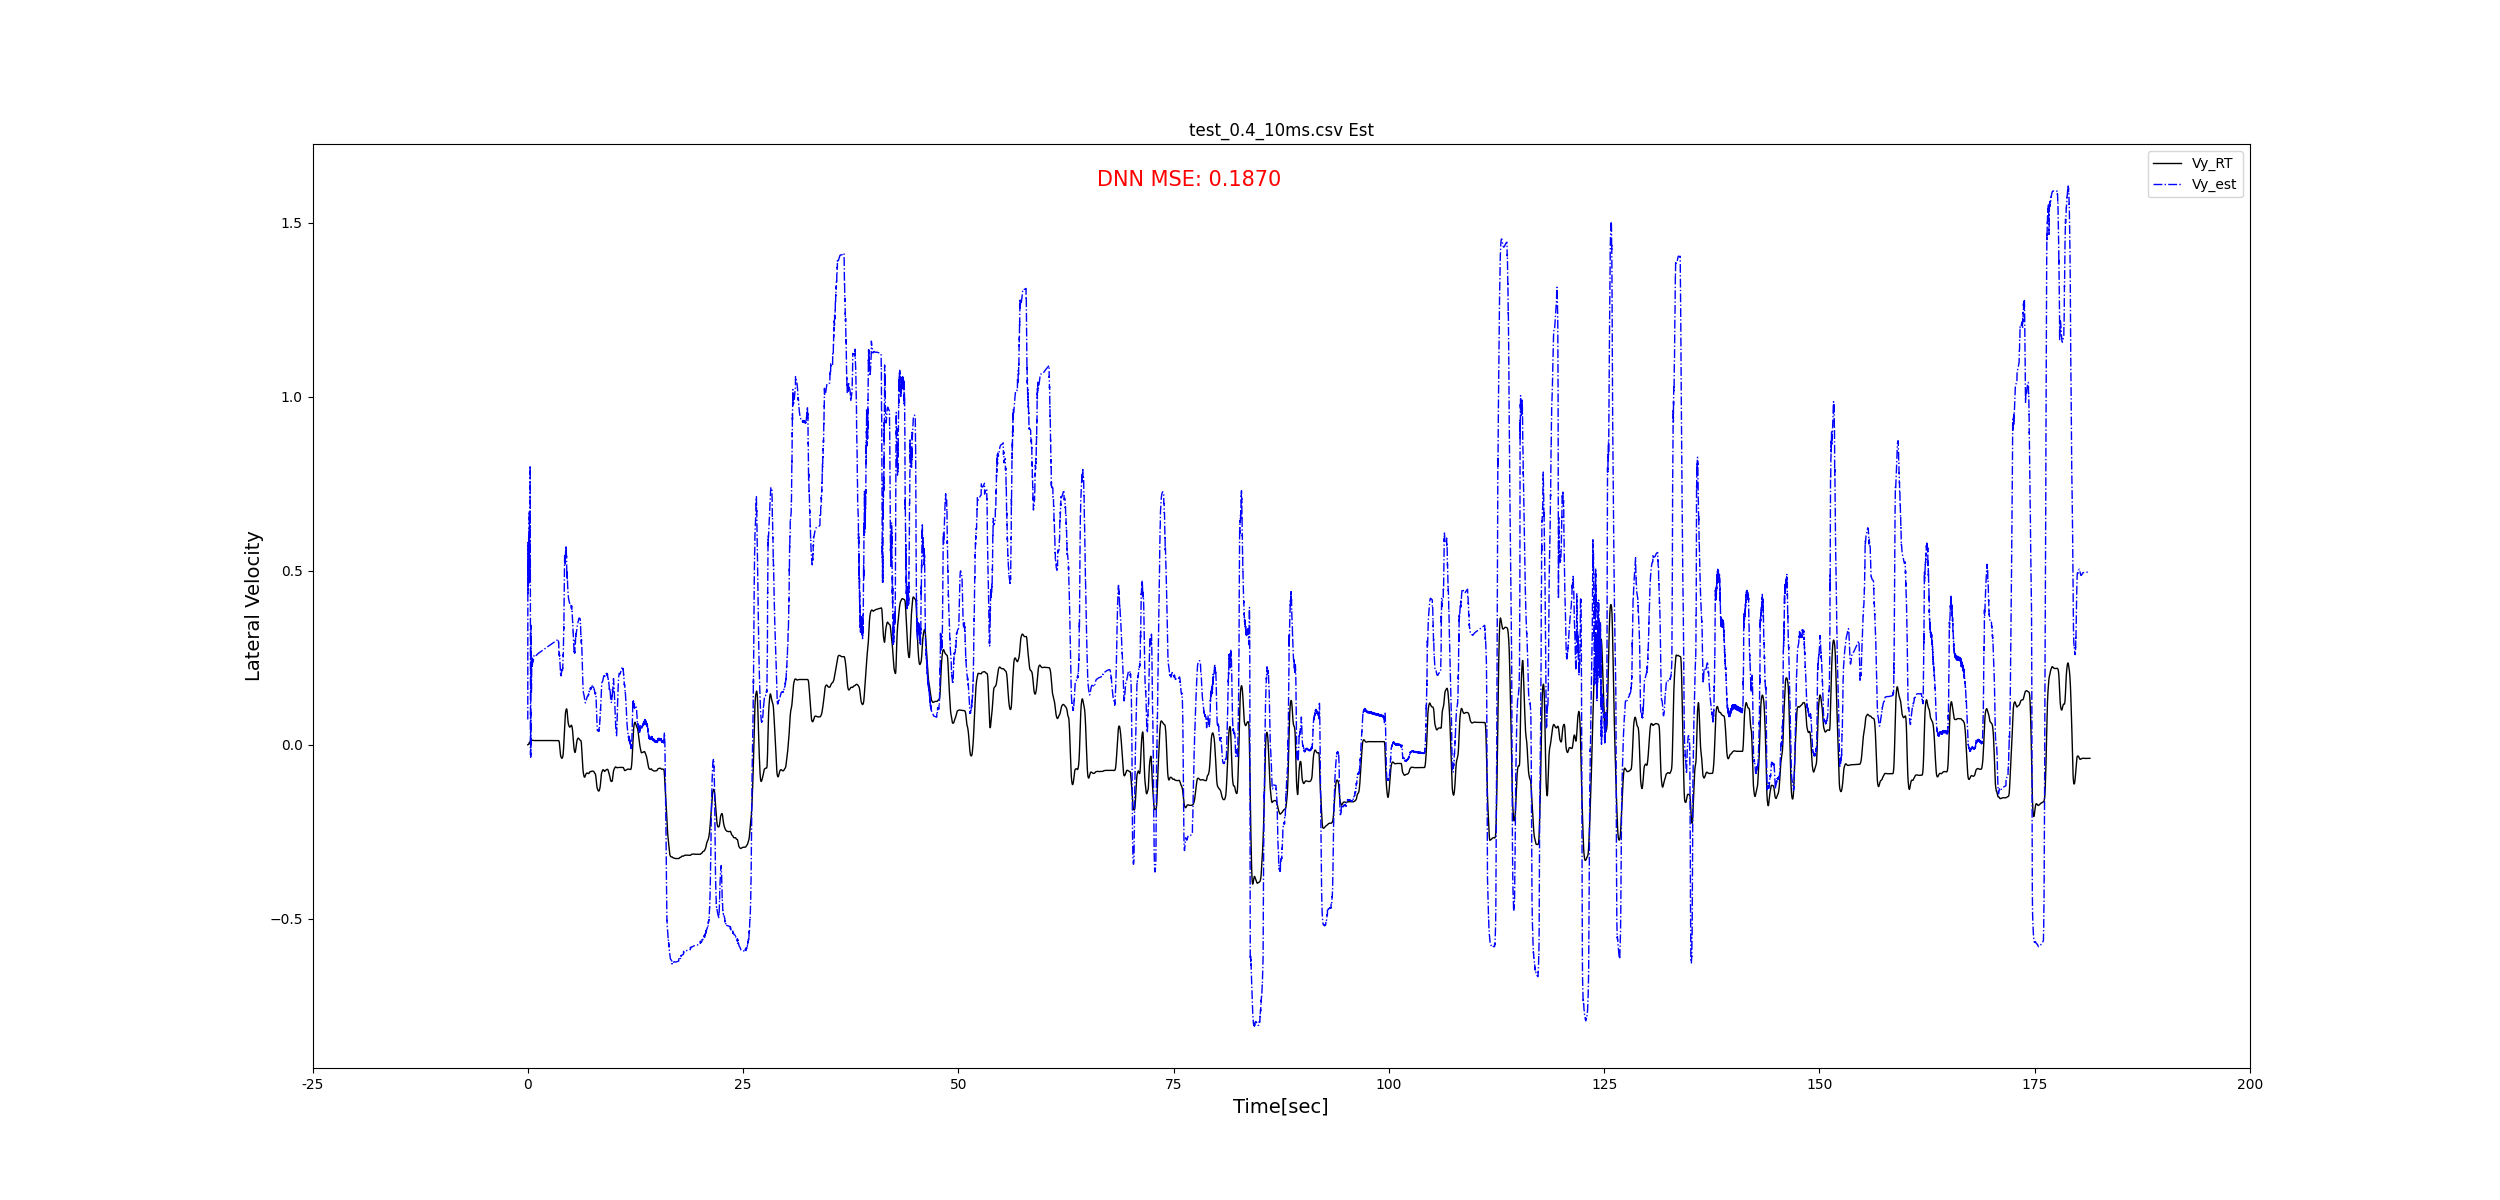 test_0.4_10ms.csv Est
DNN MSE: 0.1870
Vy_RT
Vy_est
1.5
1.0
0.5
0.0
−0.5
Lateral Velocity
-25
0
25
50
75
100
125
150
175
200
Time[sec]